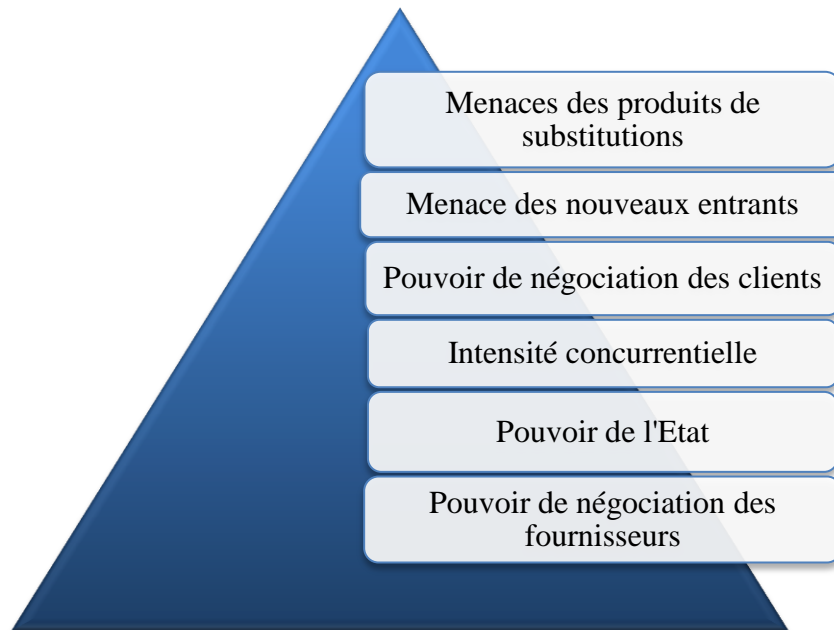 Menaces des produits de
substitutions
Menace des nouveaux entrants
Pouvoir de négociation des clients
Intensité concurrentielle
Pouvoir de l'Etat
Pouvoir de négociation des
fournisseurs